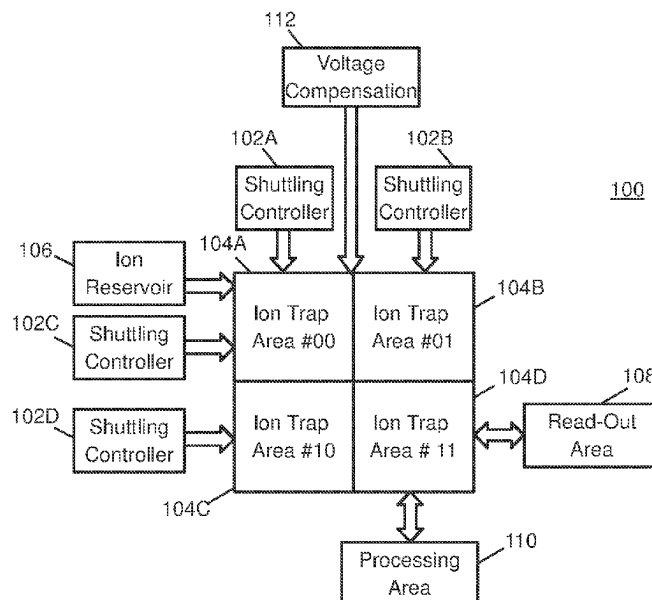 112
Voltage
Compensation
102A
102B
Shuttling
Controller
Shuttling
Controller
100
106
104A
Ion
Reservoir
104B
Ion Trap
Area #00
Ion Trap
Area #01
102C
Shuttling
Controller
104D
108
102D
Shuttling
Controller
Ion Trap
Area #10
Ion Trap
Area # 11
Read-Out
Area
104C
110
Processing
Area